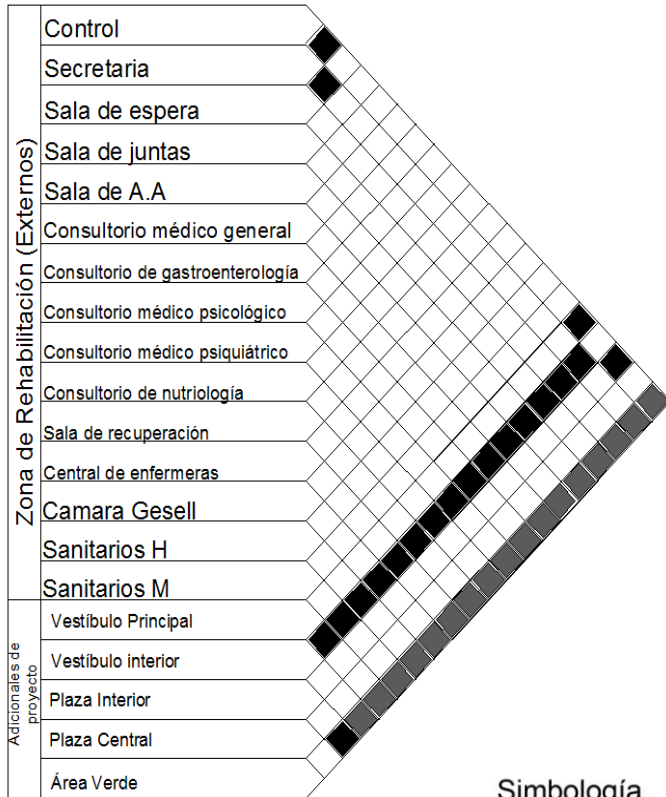 Zona de Rehabilitación (Externos)
Control
Secretaria
Sala de espera
Sala de juntas
Sala de A.A
Consultorio médico general
Consultorio de gastroenterología
Consultorio médico psicológico
Consultorio médico psiquiátrico
Consultorio de nutriología
Sala de recuperación
Central de enfermeras
Camara Gesell
Sanitarios H
Sanitarios M
Adicionales de
proyecto
Vestíbulo Principal
Vestíbulo interior
Plaza Interior
Plaza Central
Área Verde
Simbología